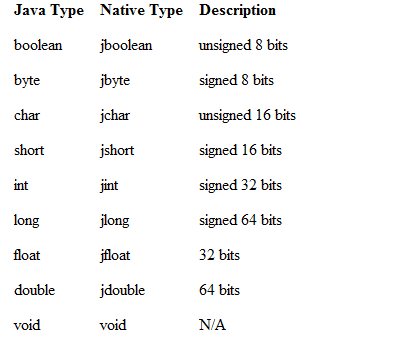 Java Type Native Type Description
boolean jboolean unsigned 8 bits
byte jbyte signed 8 bits
char jchar unsigned 16 bits
short jshort signed 16 bits
int jint signed 32 bits
long jlong signed 64 bits
float jfloat 32 bits
double jdouble 64 bits
void void N/A